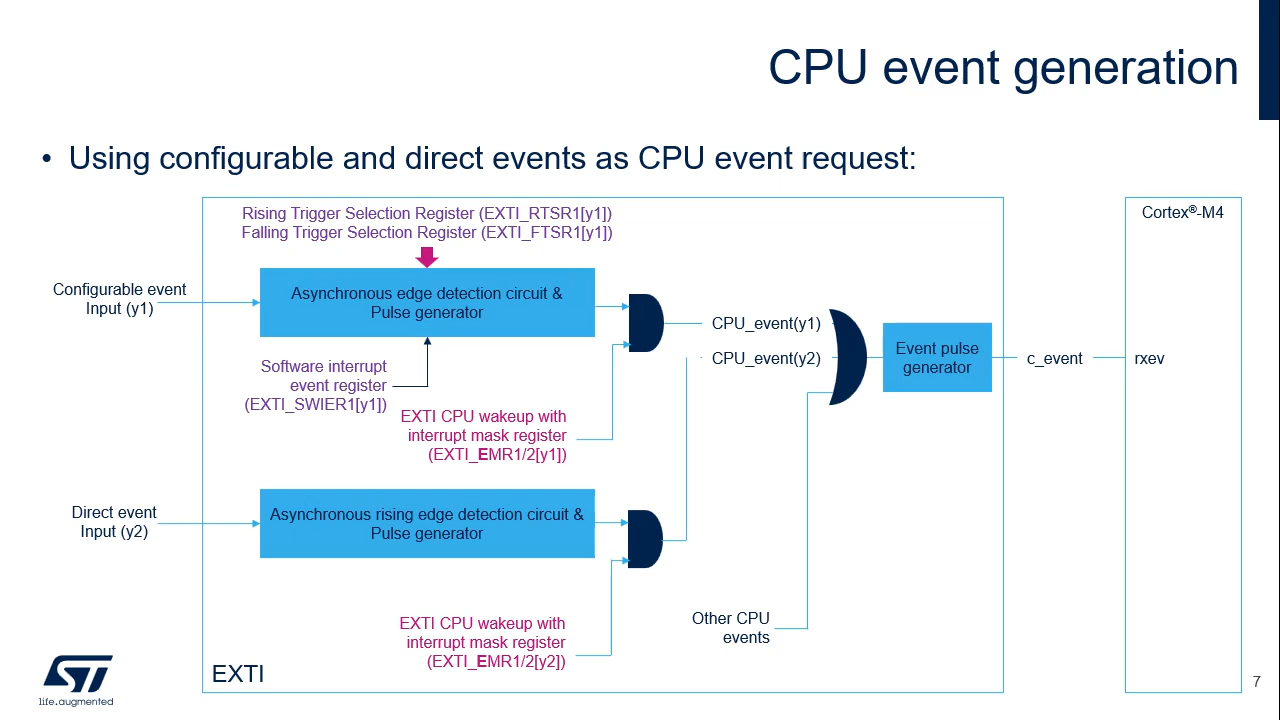 CPU event generation
• Using configurable and direct events as CPU event request:
Rising Trigger Selection Register (EXTI_RTSR1[y1])
Falling Trigger Selection Register (EXTI_FTSR1[y1])
Cortex®-M4
Configurable event
Input (y1)
Asynchronous edge detection circuit &
Pulse generator
CPU_event(y1)
CPU_event(y2)
Event pulse
generator
c_event
rxev
Software interrupt
event register
(EXTI_SWIER1[y1])
EXTI CPU wakeup with
interrupt mask register
(EXTI_EMR1/2[y1])
Direct event
Input (y2)
Asynchronous rising edge detection circuit &
Pulse generator
EXTI CPU wakeup with
interrupt mask register
(EXTI_EMR1/2[y2])
Other CPU
events
EXTI
ST
life.augmented
7